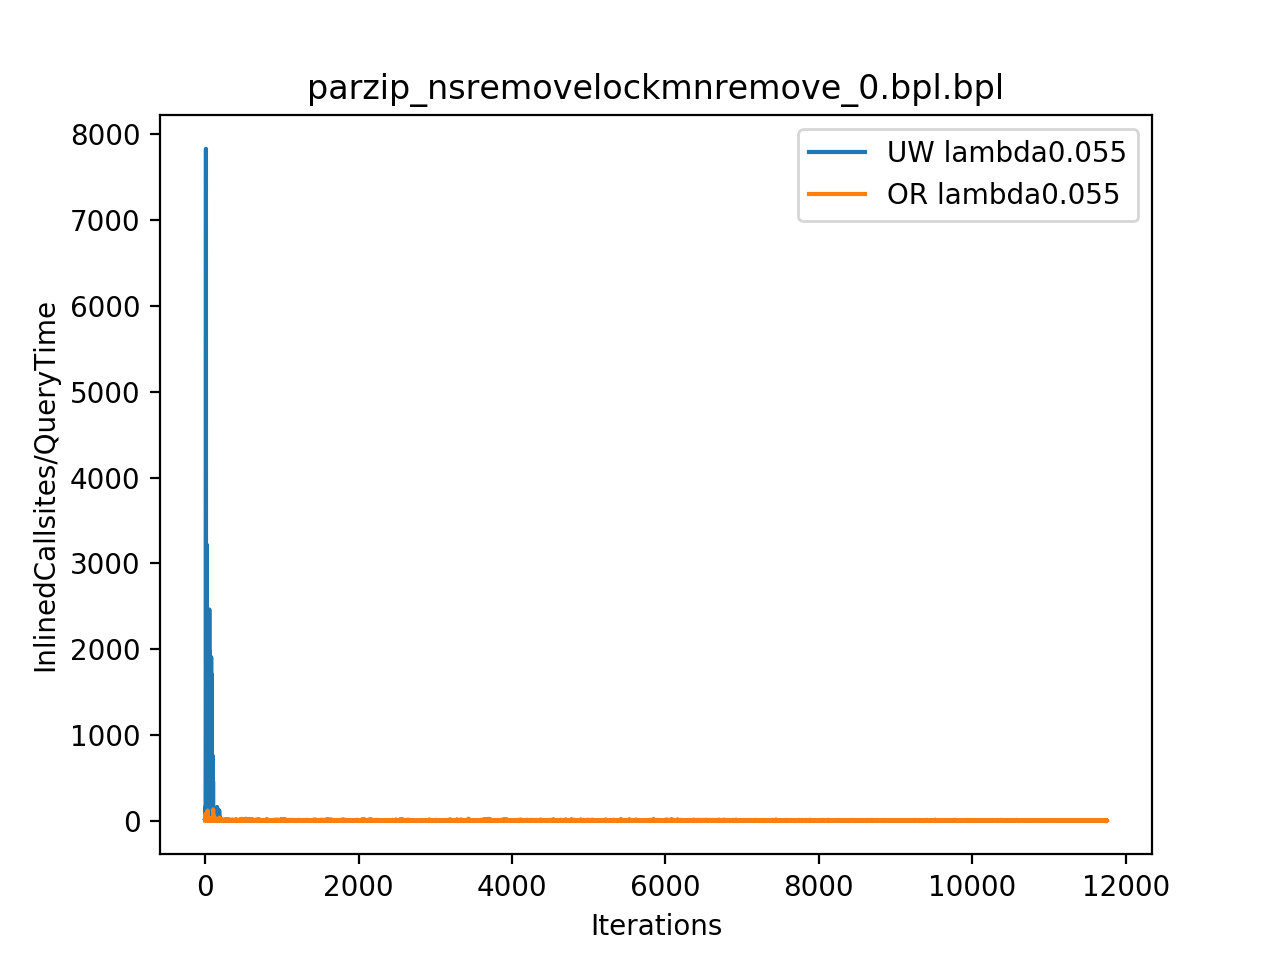 parzip_nsremovelockmnremove_0.bpl.bpl
UW lambda0.055
OR lambda0.055
InlinedCallsites/QueryTime
8000
7000
6000
5000
4000
3000
2000
1000
0
0 2000 4000 6000 8000 10000 12000
Iterations